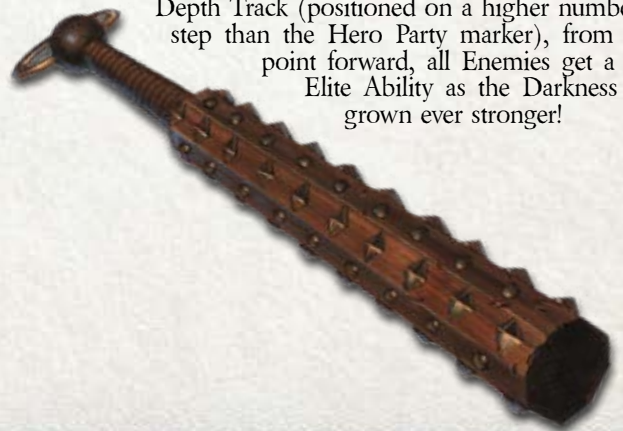 Depth Track (positioned on a higher numbe
step than the Hero Party marker), from
point forward, all Enemies get a
Elite Ability as the Darkness
grown ever stronger!